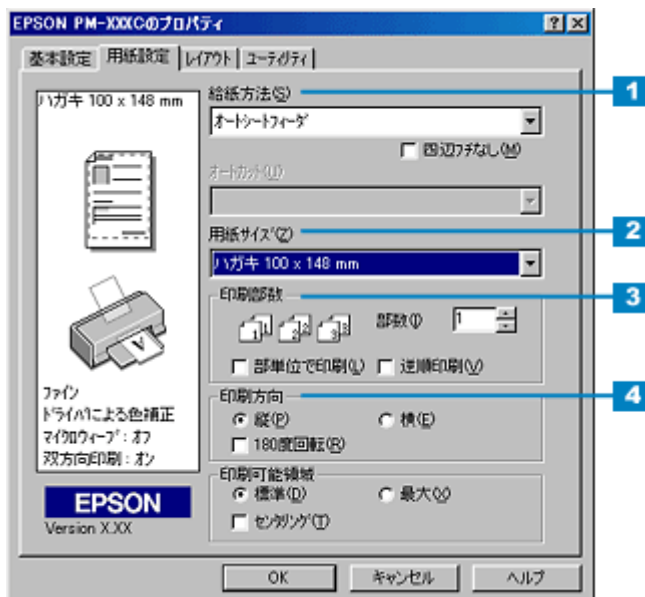 EPSON PM-XXXCのプロパティ
基本設定 用紙設定 レイアウト ユーティリティ
ハガキ 100 x 148 mm
ファイン
ドライバによる色補正
マイクロウィーブ: オフ
双方向印刷: オン
EPSON
Version X.XX
給紙方法(S)
オートシートフィーダ
四辺フチなし(M)
オートカット(U)
用紙サイズ(Z)
ハガキ 100 x 148 mm
印刷部数
1 1 2 2 3 3
部数(I) 1
部単位で印刷(L) 逆順印刷(V)
印刷方向
縦(P) 横(E)
180度回転(R)
印刷可能領域
標準(D) 最大(X)
センタリング(T)
OK キャンセル ヘルプ
1
2
3
4